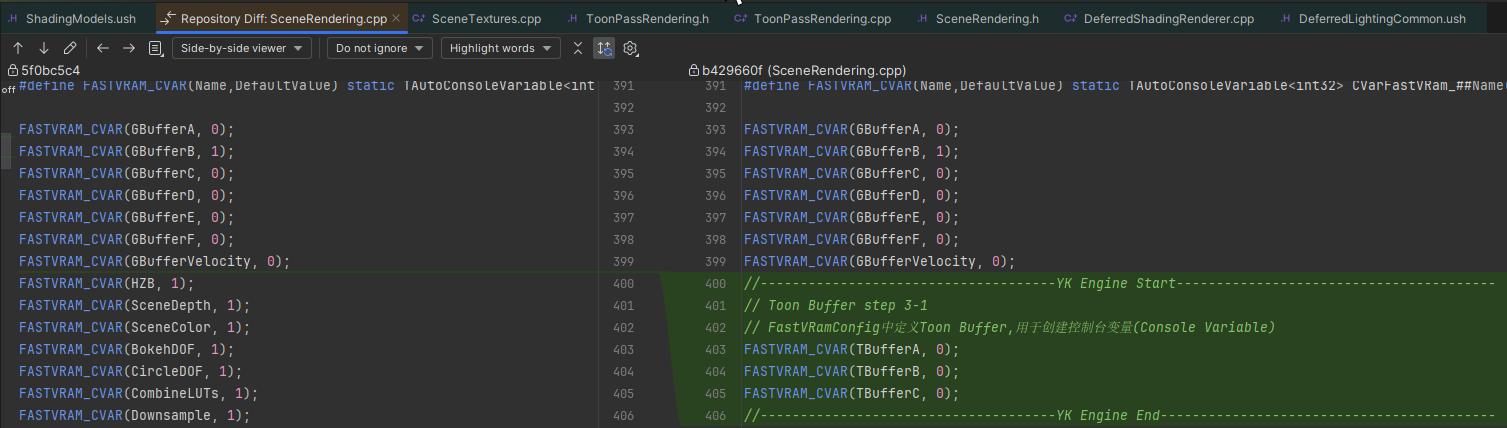 ShadingModels.ush Repository Diff: SceneRendering.cpp SceneTextures.cpp ToonPassRendering.h ToonPassRendering.cpp SceneRendering.h DeferredShadingRenderer.cpp DeferredLightingCommon.ush
Side-by-side viewer Do not ignore Highlight words
5f0bc5c4 b429660f (SceneRendering.cpp)
off
#define FASTVRAM_CVAR(Name,DefaultValue) static TAutoConsoleVariable<int 391 391 #define FASTVRAM_CVAR(Name,DefaultValue) static TAutoConsoleVariable<int32> CVarFastVRam_##Name(
392 392
FASTVRAM_CVAR(GBufferA, 0); 393 393 FASTVRAM_CVAR(GBufferA, 0);
FASTVRAM_CVAR(GBufferB, 1); 394 394 FASTVRAM_CVAR(GBufferB, 1);
FASTVRAM_CVAR(GBufferC, 0); 395 395 FASTVRAM_CVAR(GBufferC, 0);
FASTVRAM_CVAR(GBufferD, 0); 396 396 FASTVRAM_CVAR(GBufferD, 0);
FASTVRAM_CVAR(GBufferE, 0); 397 397 FASTVRAM_CVAR(GBufferE, 0);
FASTVRAM_CVAR(GBufferF, 0); 398 398 FASTVRAM_CVAR(GBufferF, 0);
FASTVRAM_CVAR(GBufferVelocity, 0); 399 399 FASTVRAM_CVAR(GBufferVelocity, 0);
FASTVRAM_CVAR(HZB, 1); 400 400 //-------------------------------------YK Engine Start----------------------------------------
FASTVRAM_CVAR(SceneDepth, 1); 401 401 // Toon Buffer step 3-1
FASTVRAM_CVAR(SceneColor, 1); 402 402 // FastVRamConfig中定义Toon Buffer,用于创建控制台变量(Console Variable)
FASTVRAM_CVAR(BokehDOF, 1); 403 403 FASTVRAM_CVAR(TBufferA, 0);
FASTVRAM_CVAR(CircleDOF, 1); 404 404 FASTVRAM_CVAR(TBufferB, 0);
FASTVRAM_CVAR(CombineLUTs, 1); 405 405 FASTVRAM_CVAR(TBufferC, 0);
FASTVRAM_CVAR(Downsample, 1); 406 406 //-------------------------------------YK Engine End------------------------------------------